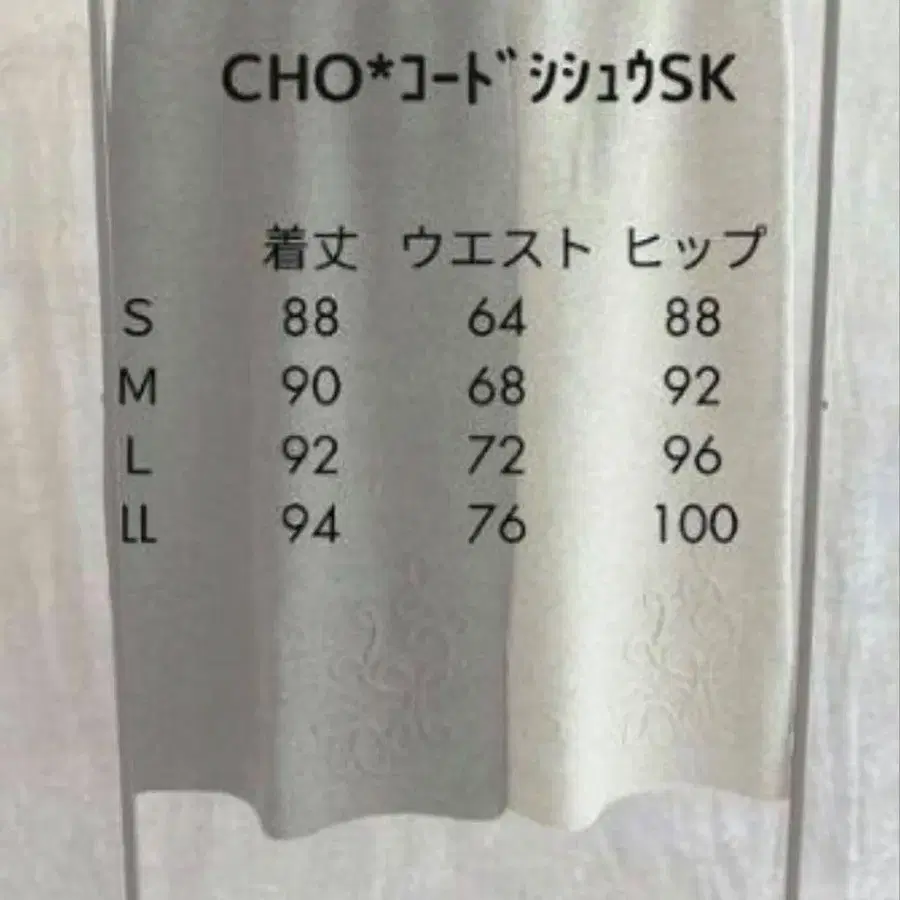 CHO*ｺｰﾄﾞｼｼｭｳSK
着丈 ウエスト ヒップ
S 88 64 88
M 90 68 92
L 92 72 96
LL 94 76 100